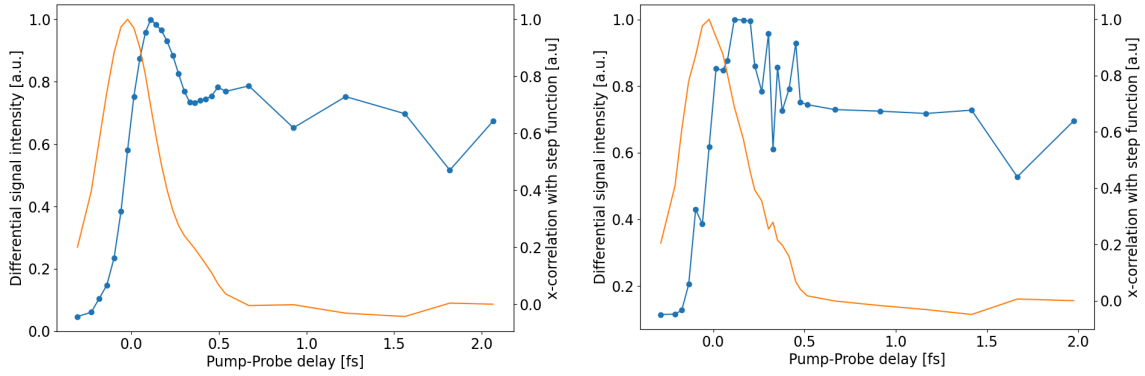 Differential signal intensity [a.u.]
1.0
0.8
0.6
0.4
0.2
0.0
0.0 0.5 1.0 1.5 2.0
Pump-Probe delay [fs]
1.0
0.8
0.6
0.4
0.2
0.0
x-correlation with step function [a.u]
Differential signal intensity [a.u.]
1.0
0.8
0.6
0.4
0.2
0.0 0.5 1.0 1.5 2.0
Pump-Probe delay [fs]
1.0
0.8
0.6
0.4
0.2
0.0
x-correlation with step function [a.u]